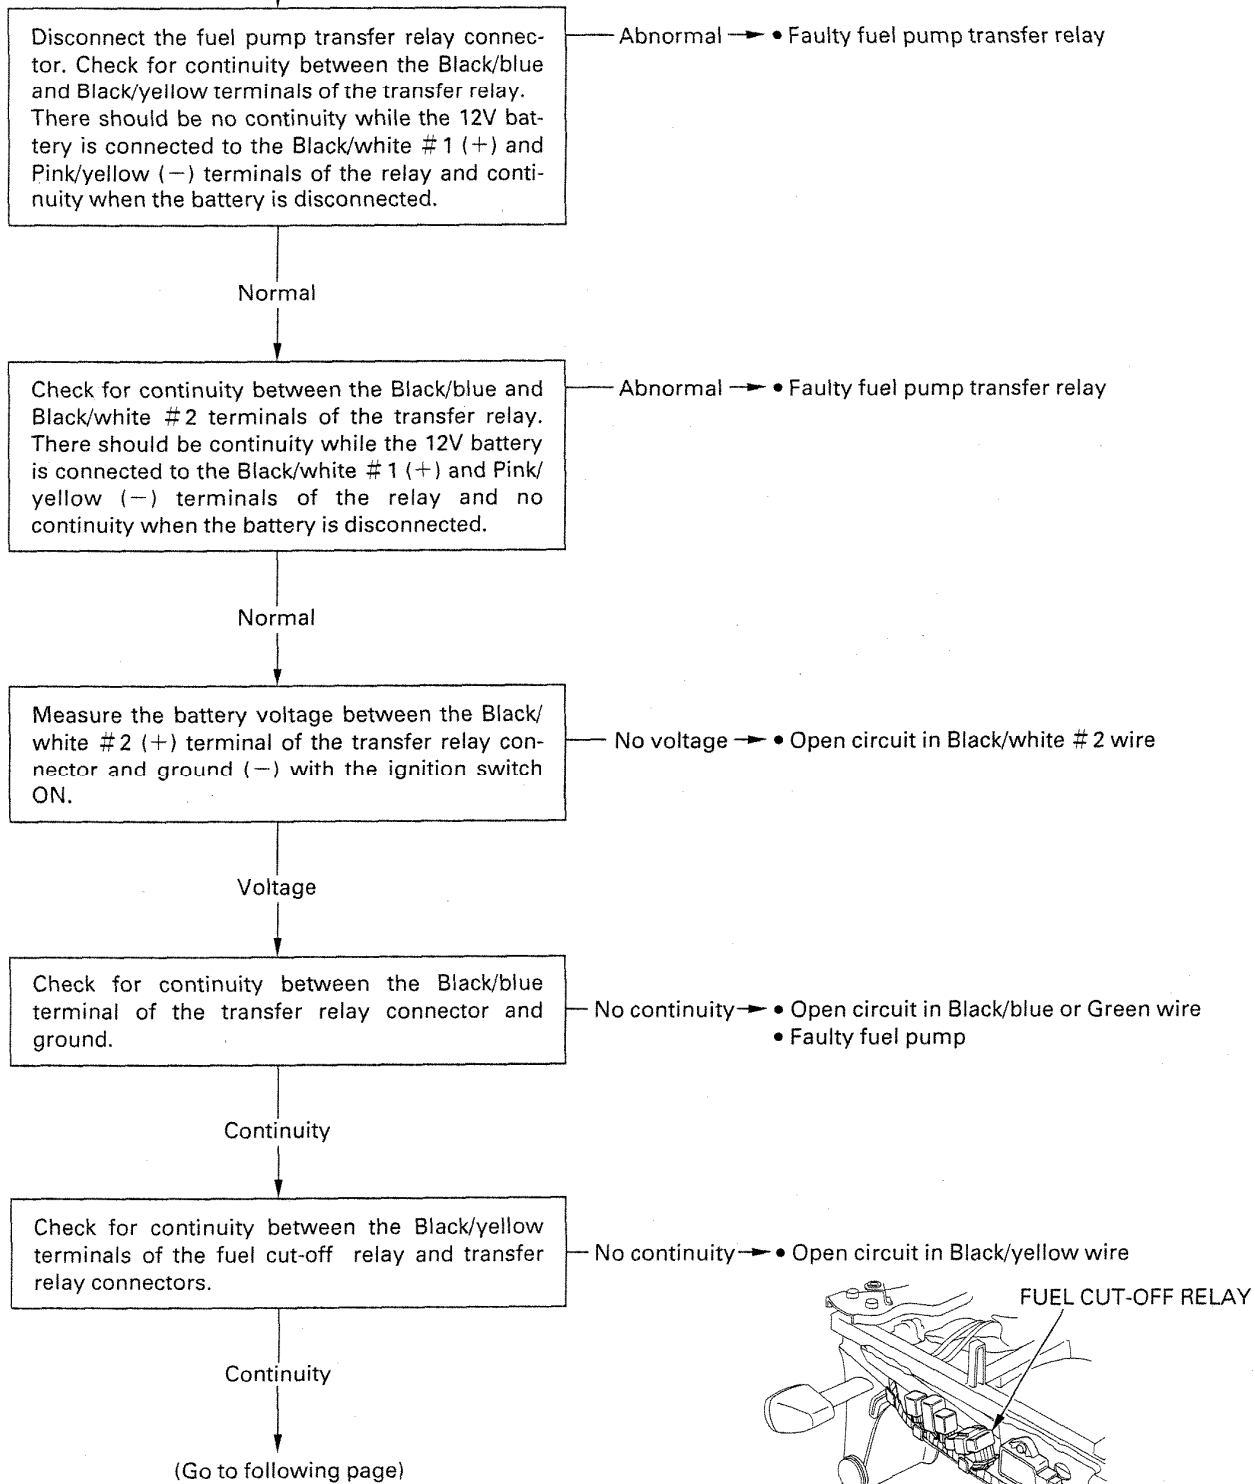 Disconnect the fuel pump transfer relay connec-
tor. Check for continuity between the Black/blue
and Black/yellow terminals of the transfer relay.
There should be no continuity while the 12V bat-
tery is connected to the Black/white #1 (+) and
Pink/yellow (−) terminals of the relay and conti-
nuity when the battery is disconnected.
Abnormal
• Faulty fuel pump transfer relay
Normal
Check for continuity between the Black/blue and
Black/white #2 terminals of the transfer relay.
There should be continuity while the 12V battery
is connected to the Black/white #1 (+) and Pink/
yellow (−) terminals of the relay and no
continuity when the battery is disconnected.
Abnormal
• Faulty fuel pump transfer relay
Normal
Measure the battery voltage between the Black/
white #2 (+) terminal of the transfer relay con-
nector and ground (−) with the ignition switch
ON.
No voltage
• Open circuit in Black/white #2 wire
Voltage
Check for continuity between the Black/blue
terminal of the transfer relay connector and
ground.
No continuity
• Open circuit in Black/blue or Green wire
• Faulty fuel pump
Continuity
Check for continuity between the Black/yellow
terminals of the fuel cut-off relay and transfer
relay connectors.
No continuity
• Open circuit in Black/yellow wire
FUEL CUT-OFF RELAY
Continuity
(Go to following page)